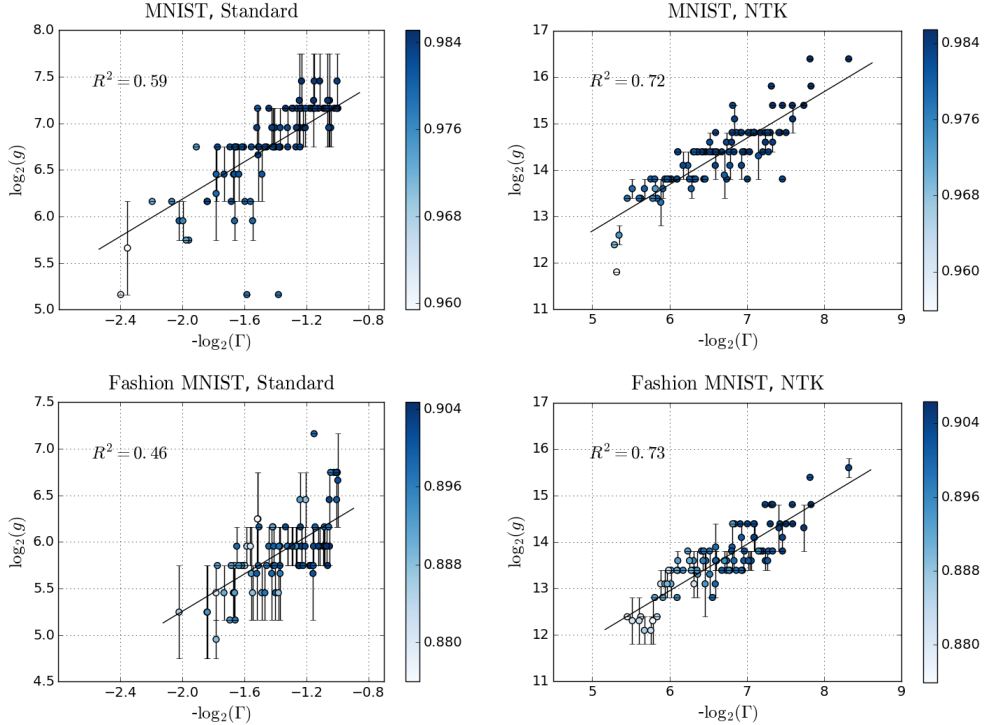 MNIST, Standard
8.0
7.5
7.0
6.5
6.0
5.5
5.0
log₂(g)
R² = 0.59
−2.4 −2.0 −1.6 −1.2 −0.8
-log₂(Γ)
0.984
0.976
0.968
0.960
MNIST, NTK
17
16
15
14
13
12
11
log₂(g)
R² = 0.72
5 6 7 8 9
-log₂(Γ)
0.984
0.976
0.968
0.960
Fashion MNIST, Standard
7.5
7.0
6.5
6.0
5.5
5.0
4.5
log₂(g)
R² = 0.46
−2.4 −2.0 −1.6 −1.2 −0.8
-log₂(Γ)
0.904
0.896
0.888
0.880
Fashion MNIST, NTK
17
16
15
14
13
12
11
log₂(g)
R² = 0.73
5 6 7 8 9
-log₂(Γ)
0.904
0.896
0.888
0.880